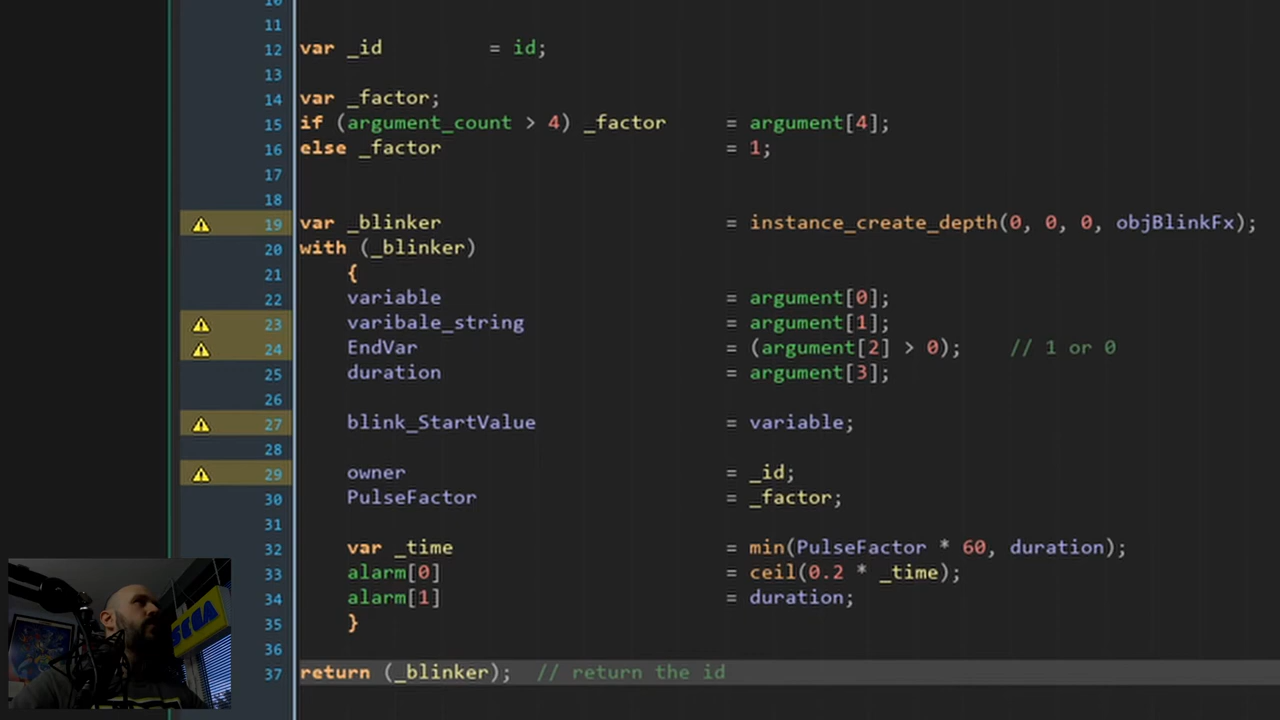 10
11
12 var _id = id;
13
14 var _factor;
15 if (argument_count > 4) _factor = argument[4];
16 else _factor = 1;
17
18
19 var _blinker = instance_create_depth(0, 0, 0, objBlinkFx);
20 with (_blinker)
21 {
22 variable = argument[0];
23 varibale_string = argument[1];
24 EndVar = (argument[2] > 0); // 1 or 0
25 duration = argument[3];
26
27 blink_StartValue = variable;
28
29 owner = _id;
30 PulseFactor = _factor;
31
32 var _time = min(PulseFactor * 60, duration);
33 alarm[0] = ceil(0.2 * _time);
34 alarm[1] = duration;
35 }
36
37 return (_blinker); // return the id
SEGA